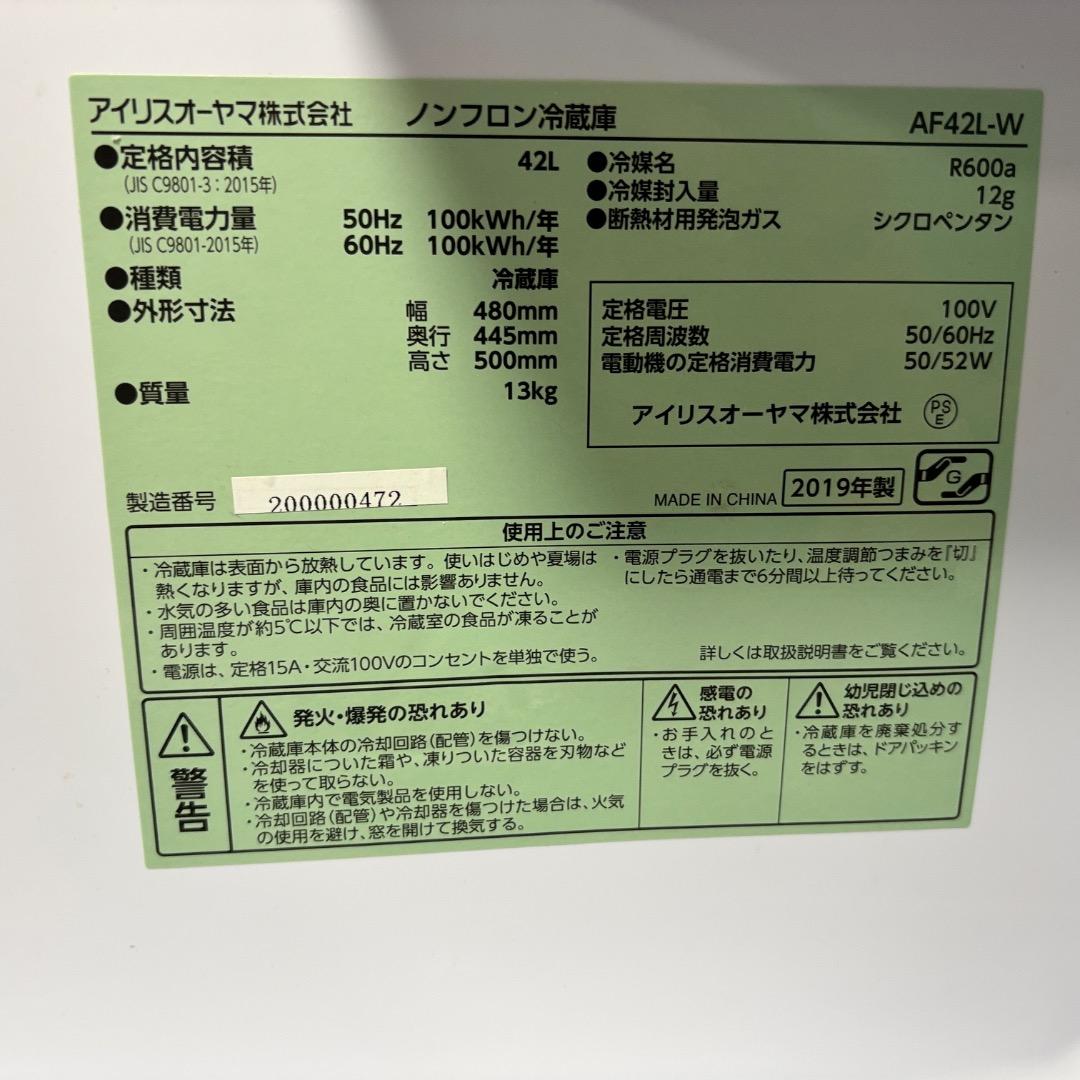 アイリスオーヤマ株式会社 ノンフロン冷蔵庫 AF42L-W
●定格内容積 42L
(JIS C9801-3：2015年)
●消費電力量 50Hz 100kWh/年
(JIS C9801-2015年) 60Hz 100kWh/年
●種類 冷蔵庫
●外形寸法 幅 480mm
奥行 445mm
高さ 500mm
●質量 13kg
●冷媒名 R600a
●冷媒封入量 12g
●断熱材用発泡ガス シクロペンタン
定格電圧 100V
定格周波数 50/60Hz
電動機の定格消費電力 50/52W
アイリスオーヤマ株式会社 PSE
製造番号 200000472
MADE IN CHINA 2019年製 G
使用上のご注意
・冷蔵庫は表面から放熱しています。使いはじめや夏場は
熱くなりますが、庫内の食品には影響ありません。
・水気の多い食品は庫内の奥に置かないでください。
・周囲温度が約5℃以下では、冷蔵室の食品が凍ることが
あります。
・電源は、定格15A・交流100Vのコンセントを単独で使う。
・電源プラグを抜いたり、温度調節つまみを『切』
にしたら通電まで6分間以上待ってください。
詳しくは取扱説明書をご覧ください。
警告
発火・爆発の恐れあり
・冷蔵庫本体の冷却回路(配管)を傷つけない。
・冷却器についた霜や、凍りついた容器を刃物など
を使って取らない。
・冷蔵庫内で電気製品を使用しない。
・冷却回路(配管)や冷却器を傷つけた場合は、火気
の使用を避け、窓を開けて換気する。
感電の
恐れあり
・お手入れのと
きは、必ず電源
プラグを抜く。
幼児閉じ込めの
恐れあり
・冷蔵庫を廃棄処分す
るときは、ドアパッキン
をはずす。